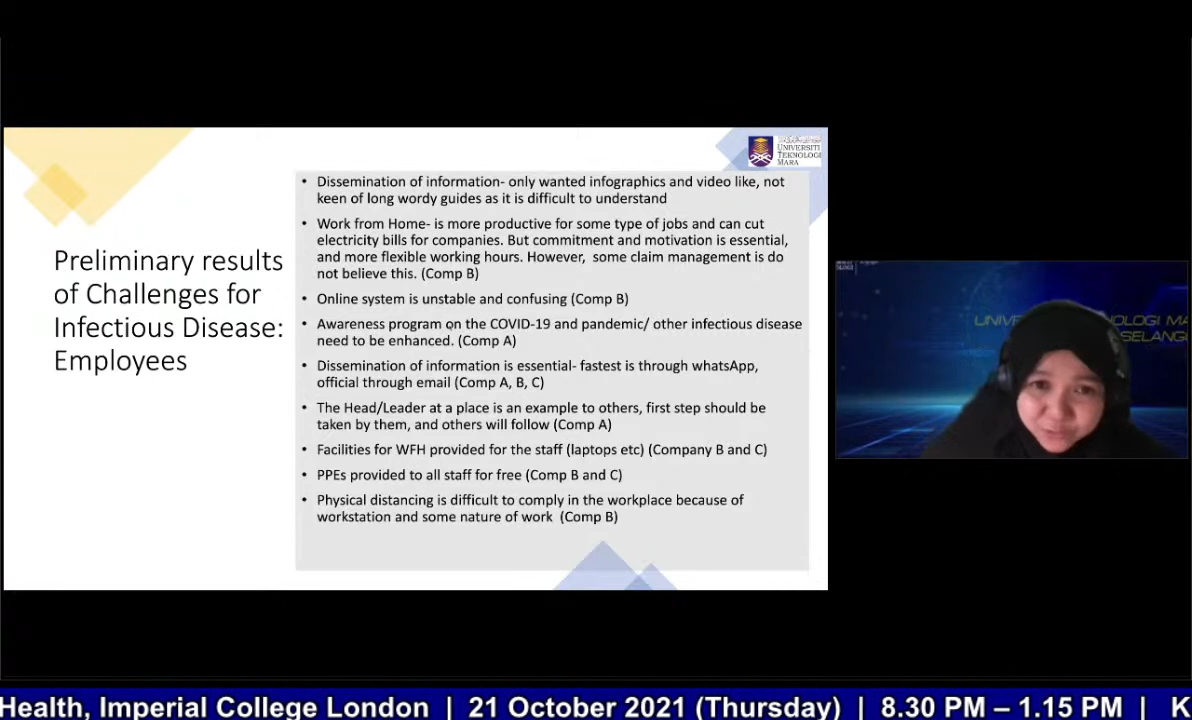 UNIVERSITI
TEKNOLOGI
MARA
Preliminary results
of Challenges for
Infectious Disease:
Employees
• Dissemination of information- only wanted infographics and video like, not
keen of long wordy guides as it is difficult to understand
• Work from Home- is more productive for some type of jobs and can cut
electricity bills for companies. But commitment and motivation is essential,
and more flexible working hours. However, some claim management is do
not believe this. (Comp B)
• Online system is unstable and confusing (Comp B)
• Awareness program on the COVID-19 and pandemic/ other infectious disease
need to be enhanced. (Comp A)
• Dissemination of information is essential- fastest is through whatsApp,
official through email (Comp A, B, C)
• The Head/Leader at a place is an example to others, first step should be
taken by them, and others will follow (Comp A)
• Facilities for WFH provided for the staff (laptops etc) (Company B and C)
• PPEs provided to all staff for free (Comp B and C)
• Physical distancing is difficult to comply in the workplace because of
workstation and some nature of work (Comp B)
UNIV NOLOGI MA
SELANG
Health, Imperial College London | 21 October 2021 (Thursday) | 8.30 PM – 1.15 PM | K